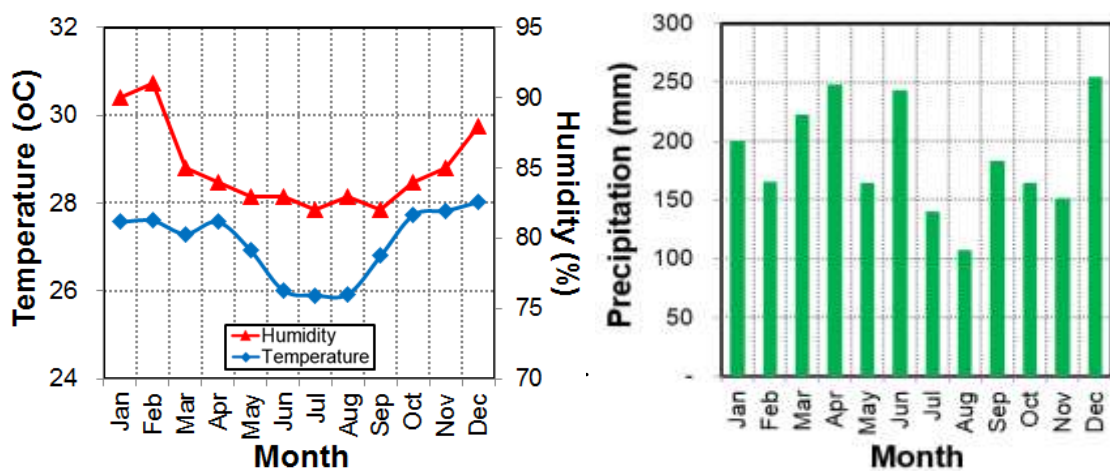 Temperature (oC)
32
30
28
26
24
Humidity
Temperature
Jan Feb Mar Apr May Jun Jul Aug Sep Oct Nov Dec
Month
95
90
85
80
75
70
Humidity (%)
Precipitation (mm)
300
250
200
150
100
50
-
Jan Feb Mar Apr May Jun Jul Aug Sep Oct Nov Dec
Month